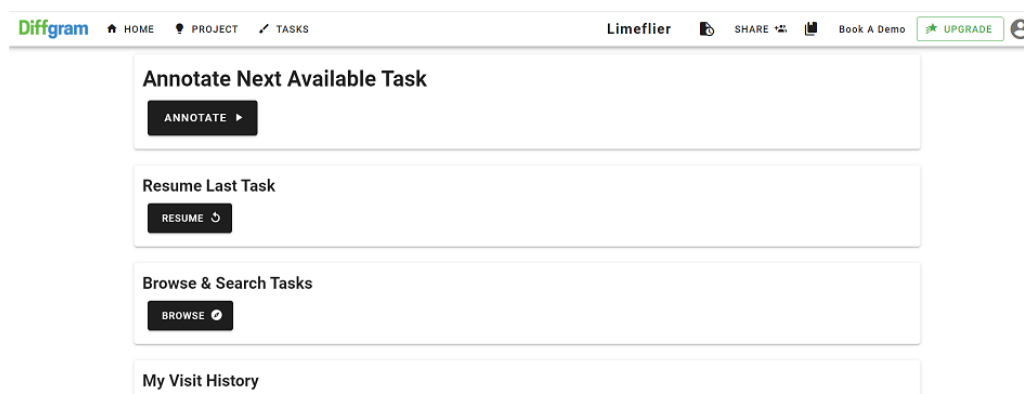 Diffgram HOME PROJECT TASKS Limeflier SHARE Book A Demo UPGRADE
Annotate Next Available Task
ANNOTATE
Resume Last Task
RESUME
Browse & Search Tasks
BROWSE
My Visit History